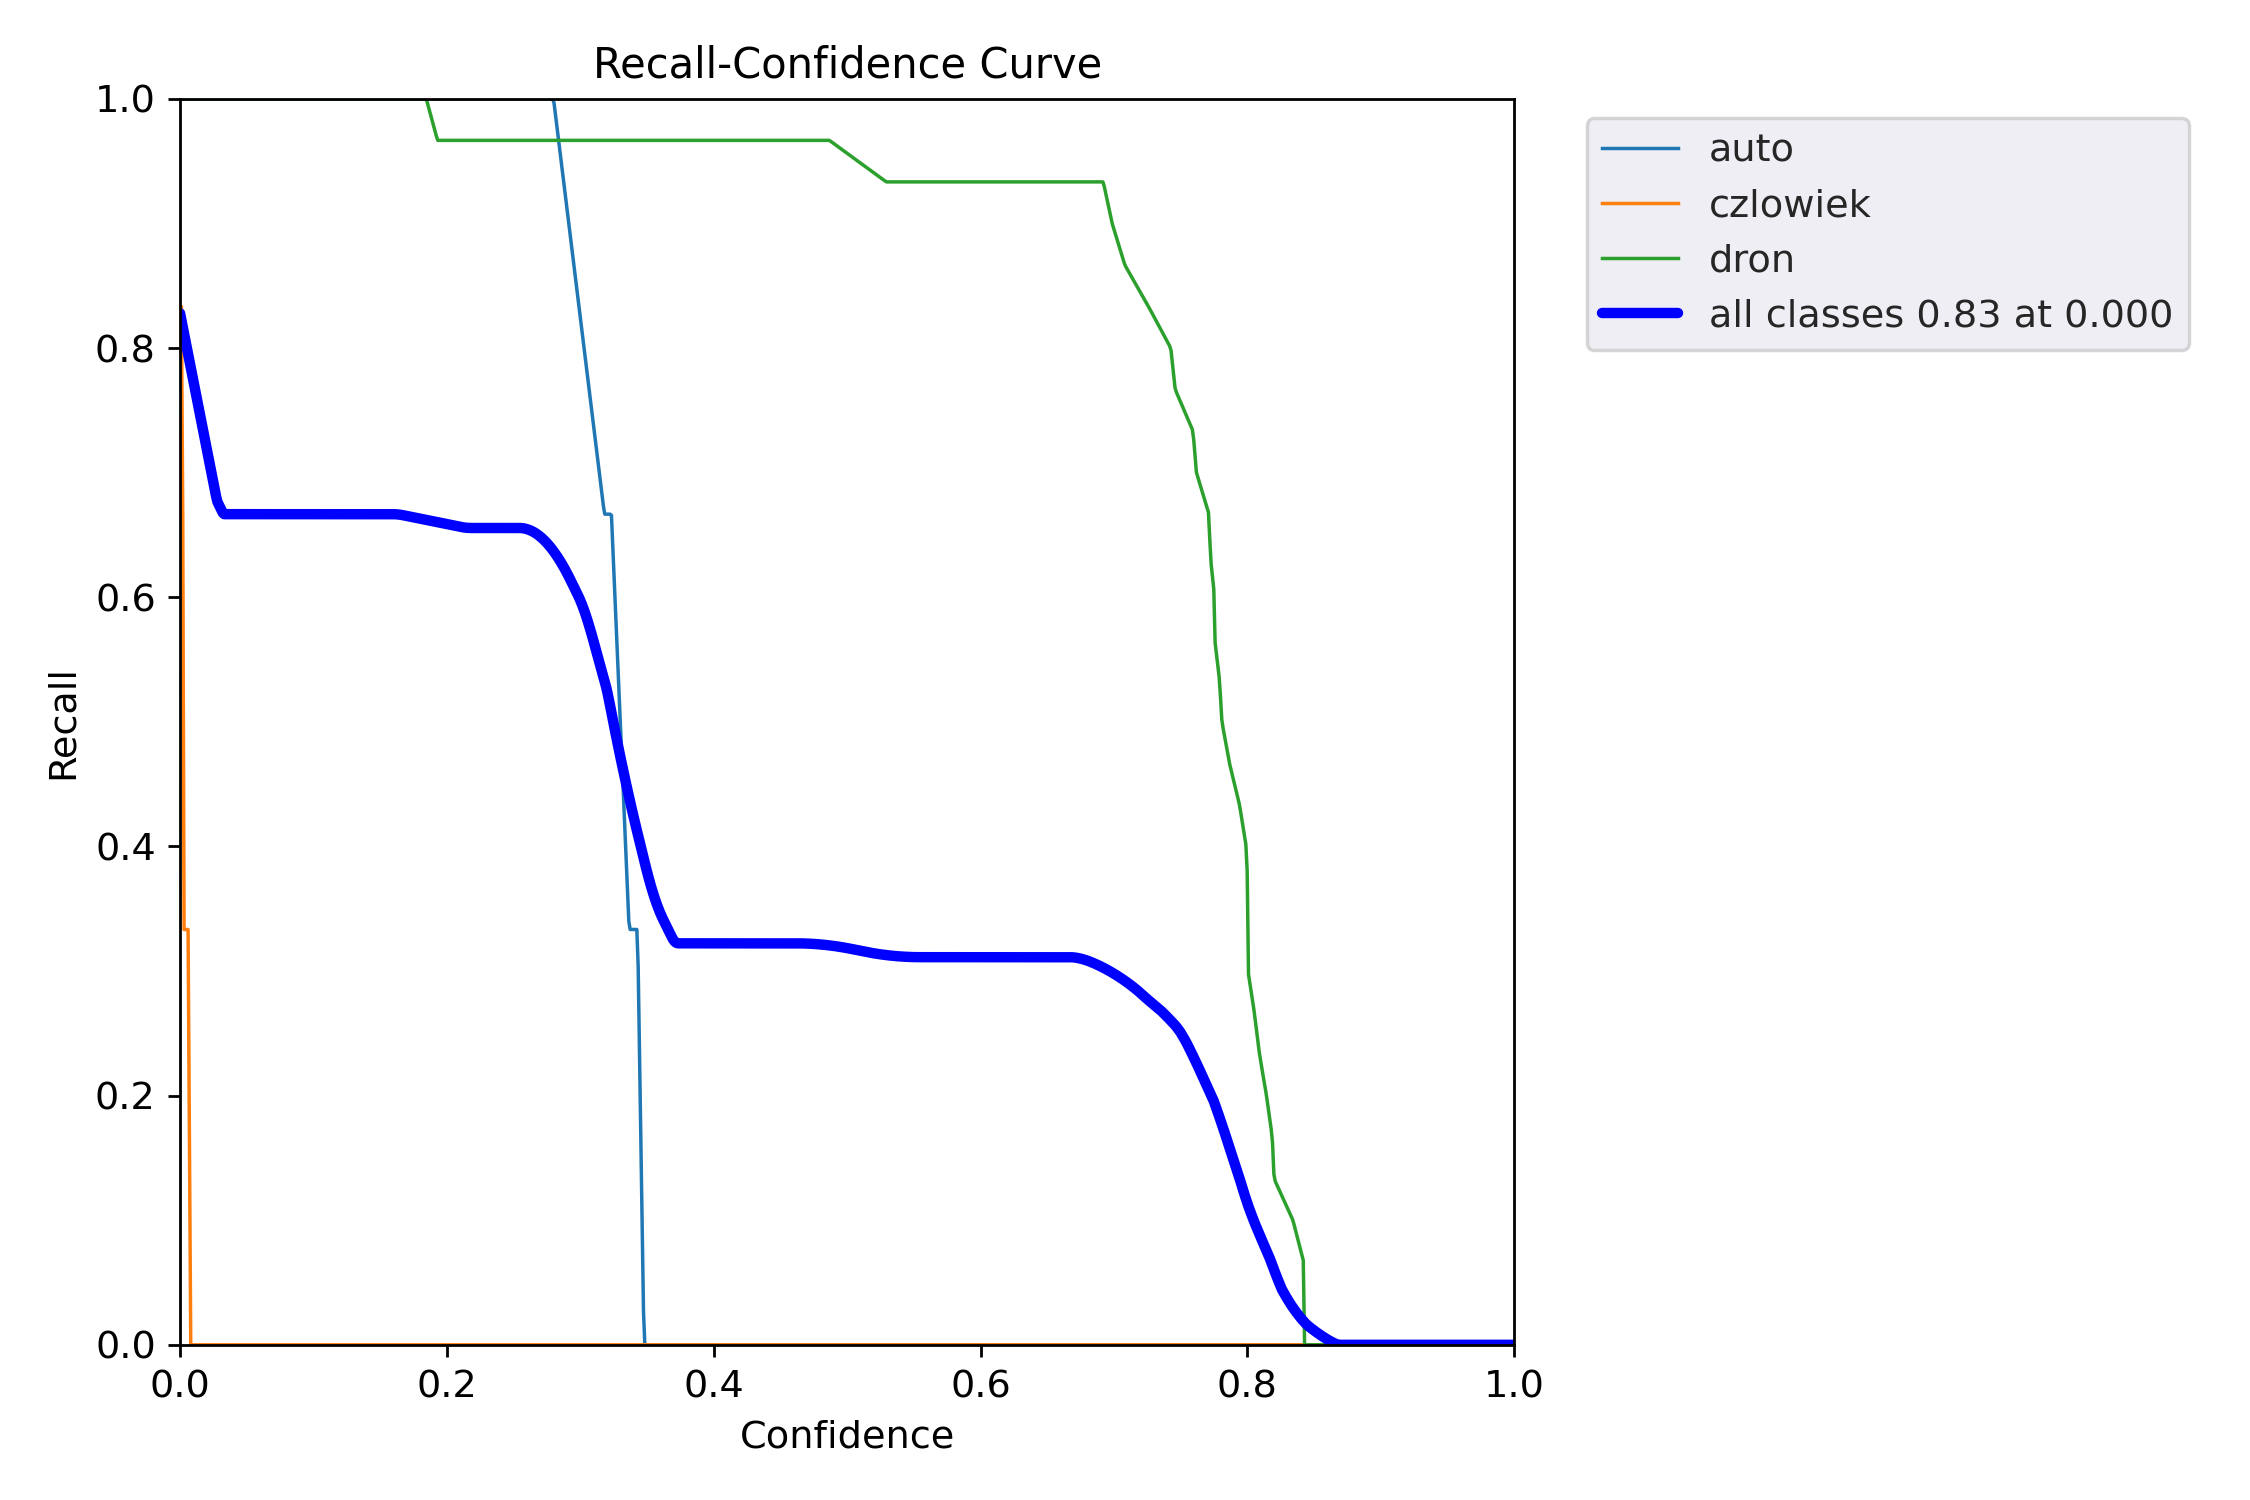 Recall-Confidence Curve
1.0
0.8
0.6
0.4
0.2
0.0
Recall
0.0 0.2 0.4 0.6 0.8 1.0
Confidence
auto
czlowiek
dron
all classes 0.83 at 0.000